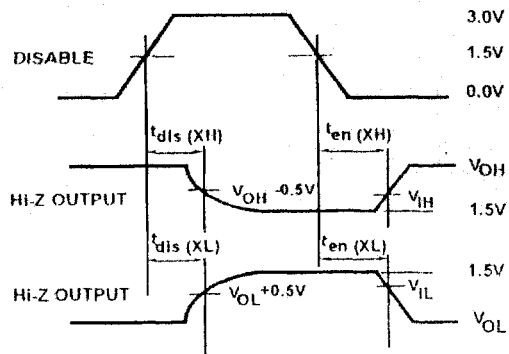 3.0V
DISABLE
1.5V
0.0V
tdis (XH)
ten (XH)
VOH
Hi-Z OUTPUT
VOH -0.5V
VIH
1.5V
tdis (XL)
ten (XL)
1.5V
Hi-Z OUTPUT
VOL +0.5V
VIL
VOL